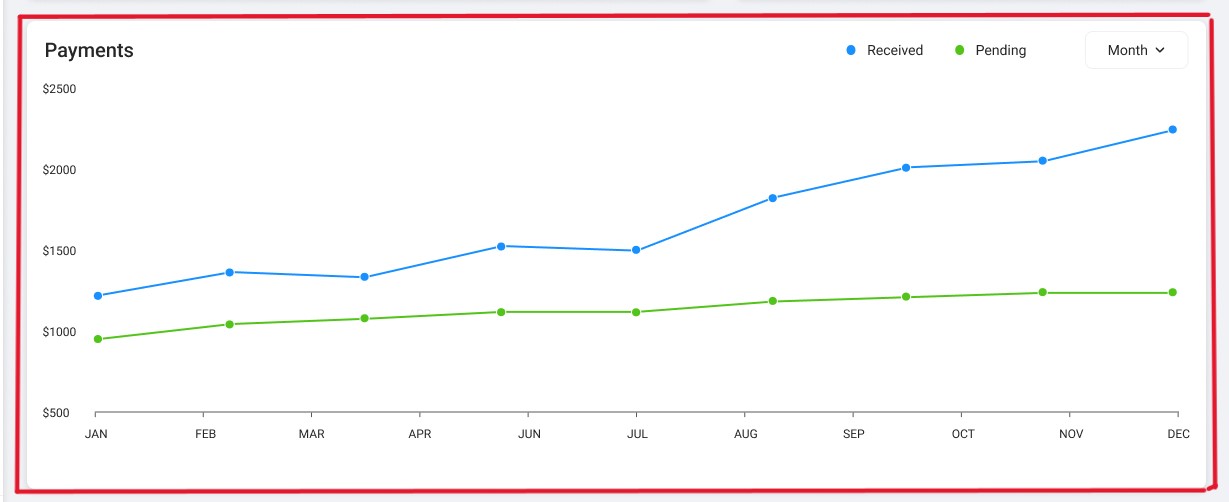 Payments
Received Pending Month
$2500
$2000
$1500
$1000
$500
JAN FEB MAR APR JUN JUL AUG SEP OCT NOV DEC